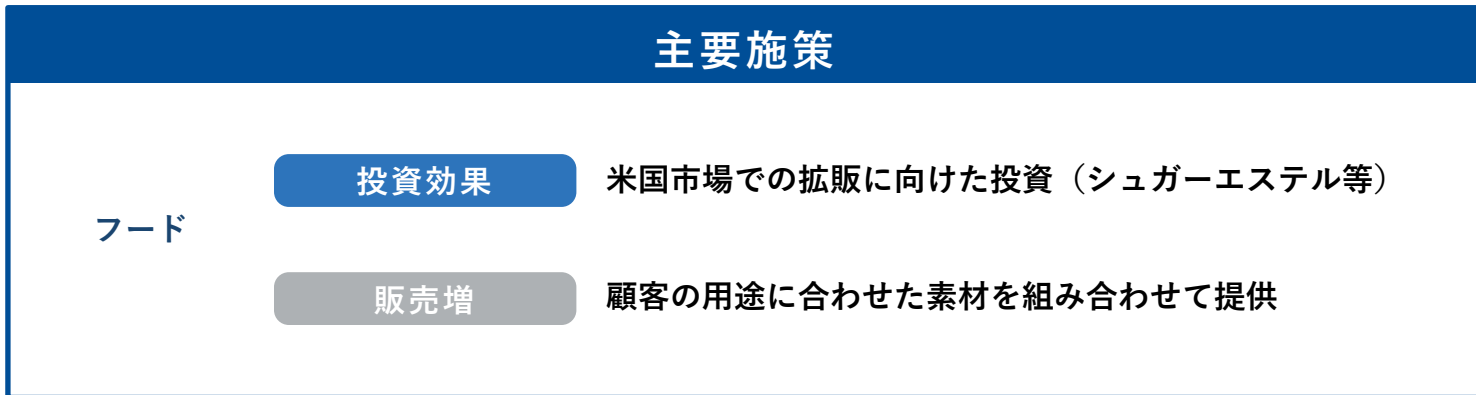 主要施策
フード
投資効果
米国市場での拡販に向けた投資（シュガーエステル等）
販売増
顧客の用途に合わせた素材を組み合わせて提供